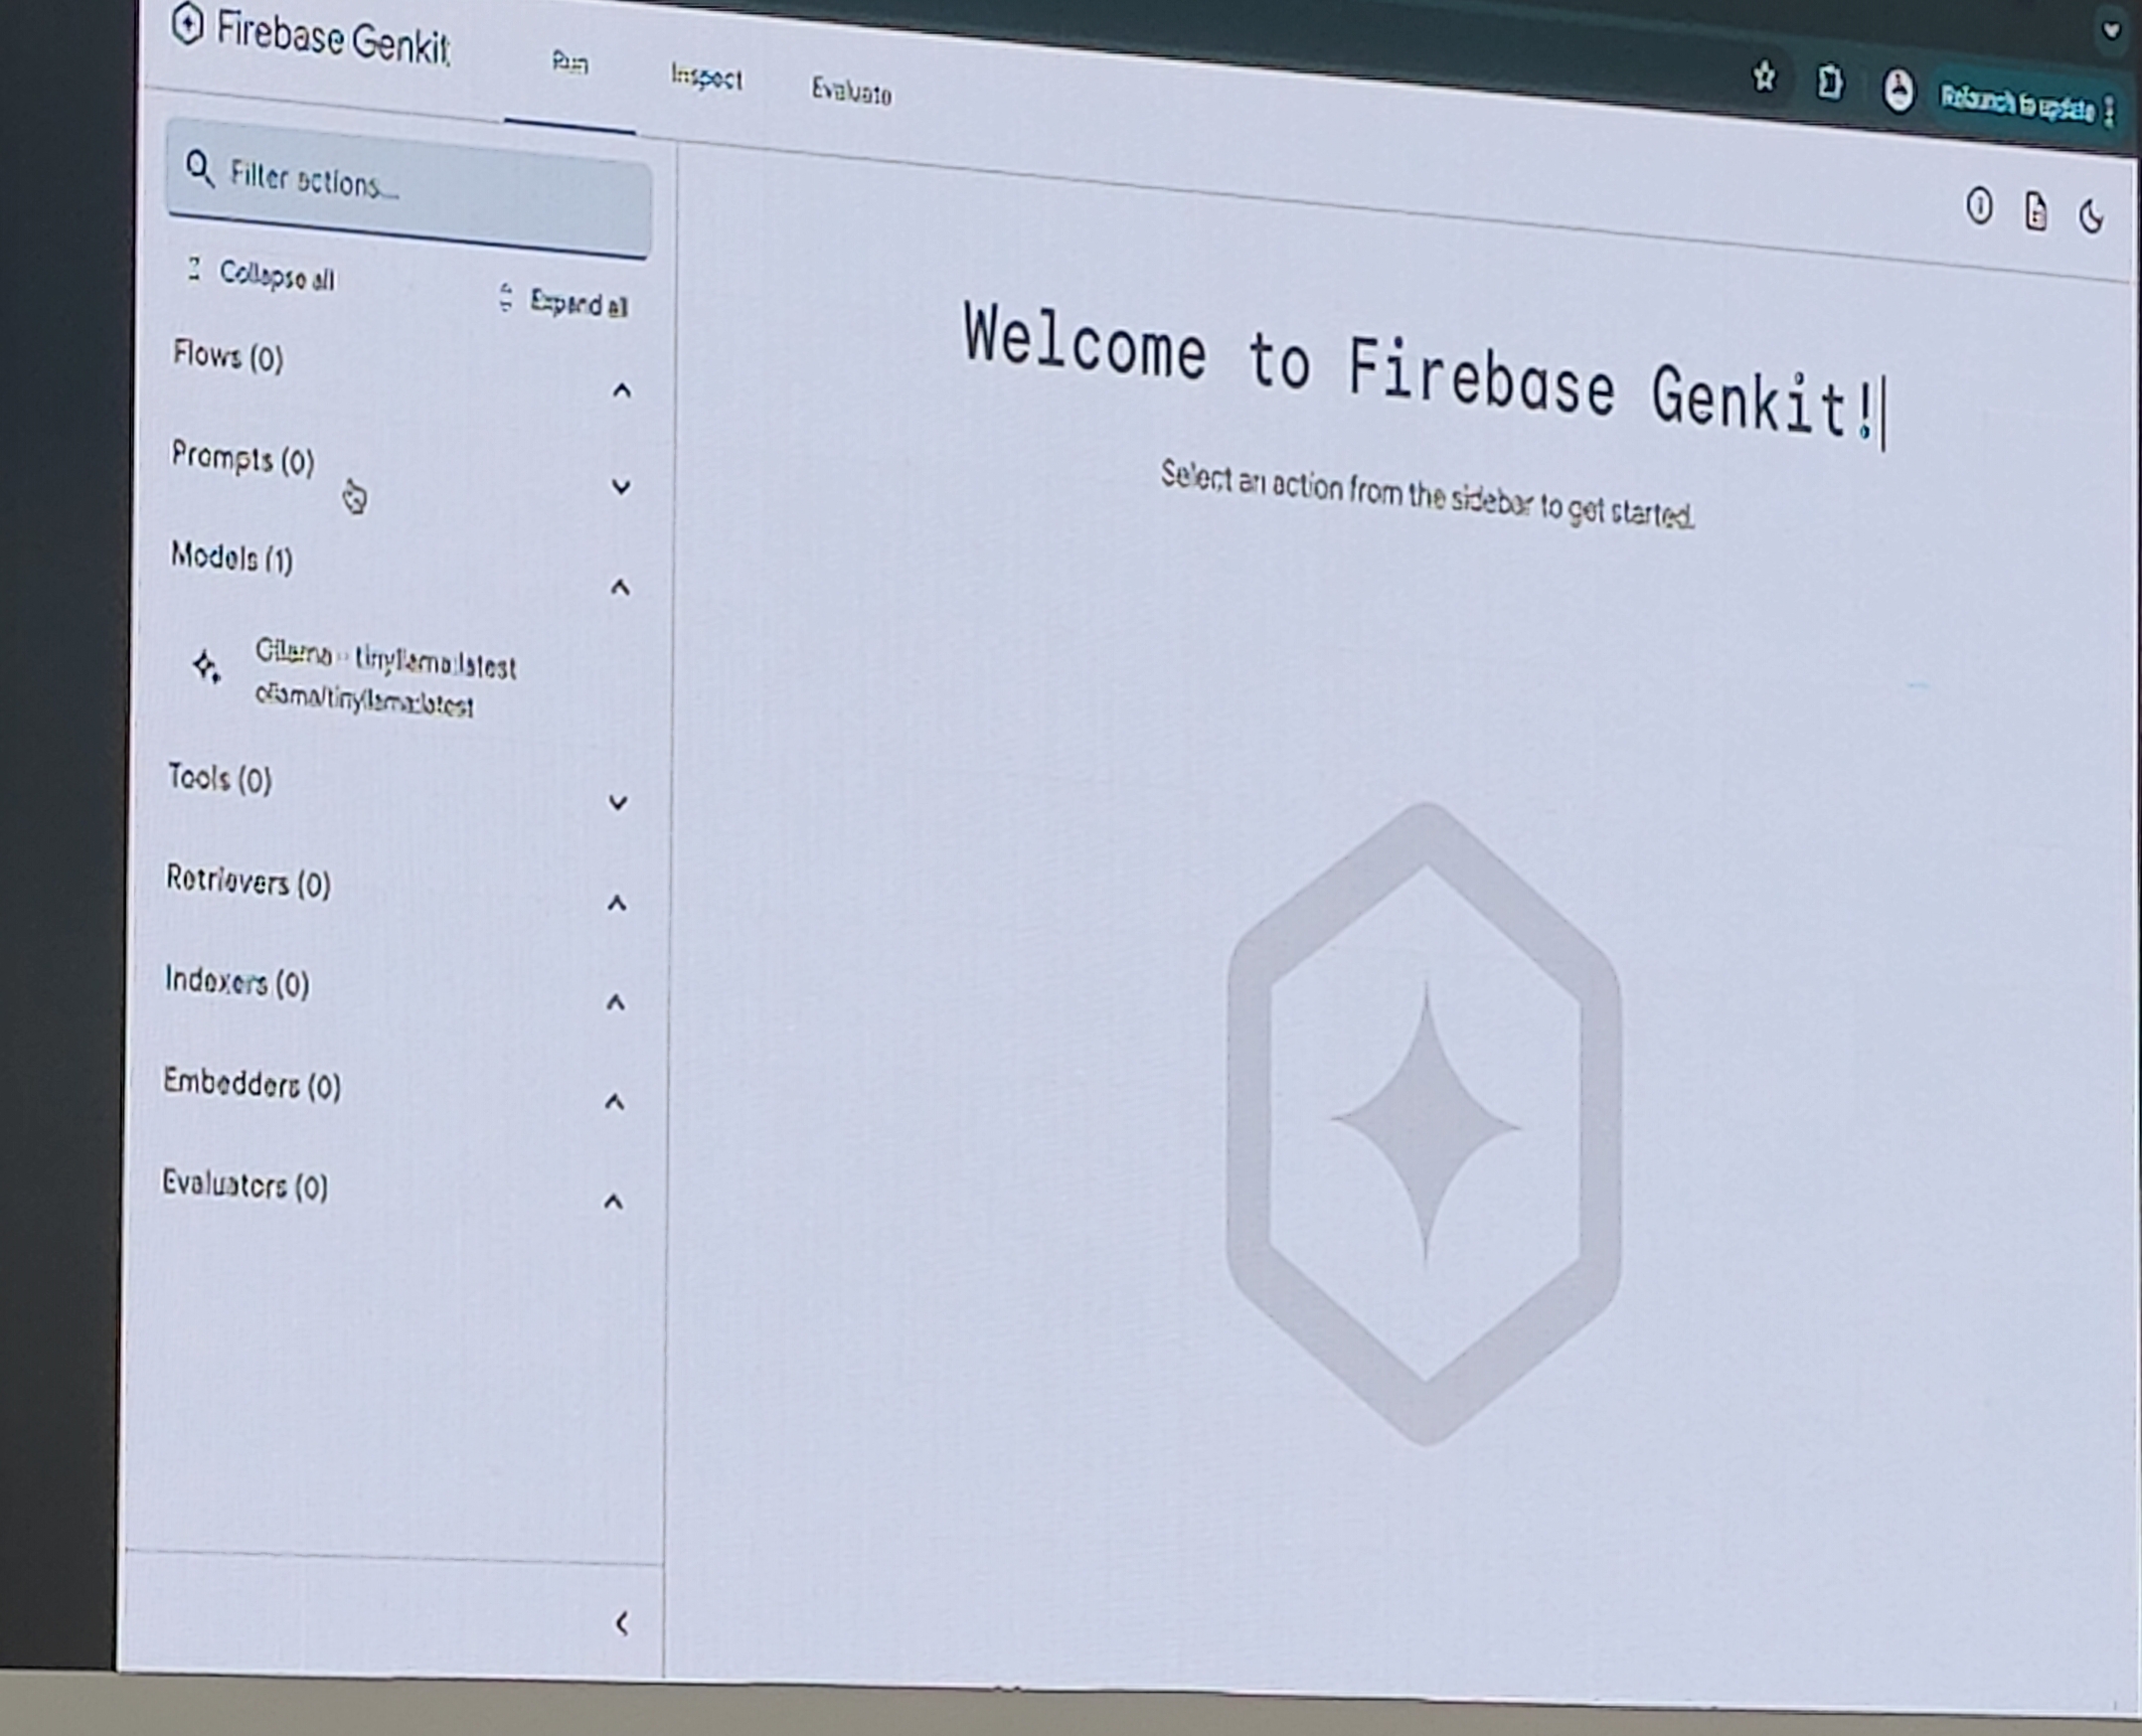 Firebase Genkit
Run
Inspect
Evaluate
Relaunch to update
Filter actions...
Collapse all
Expand all
Flows (0)
Prompts (0)
Models (1)
Ollama - tinyllama:latest
ollama/tinyllama:latest
Tools (0)
Retrievers (0)
Indexers (0)
Embedders (0)
Evaluators (0)
Welcome to Firebase Genkit!
Select an action from the sidebar to get started.